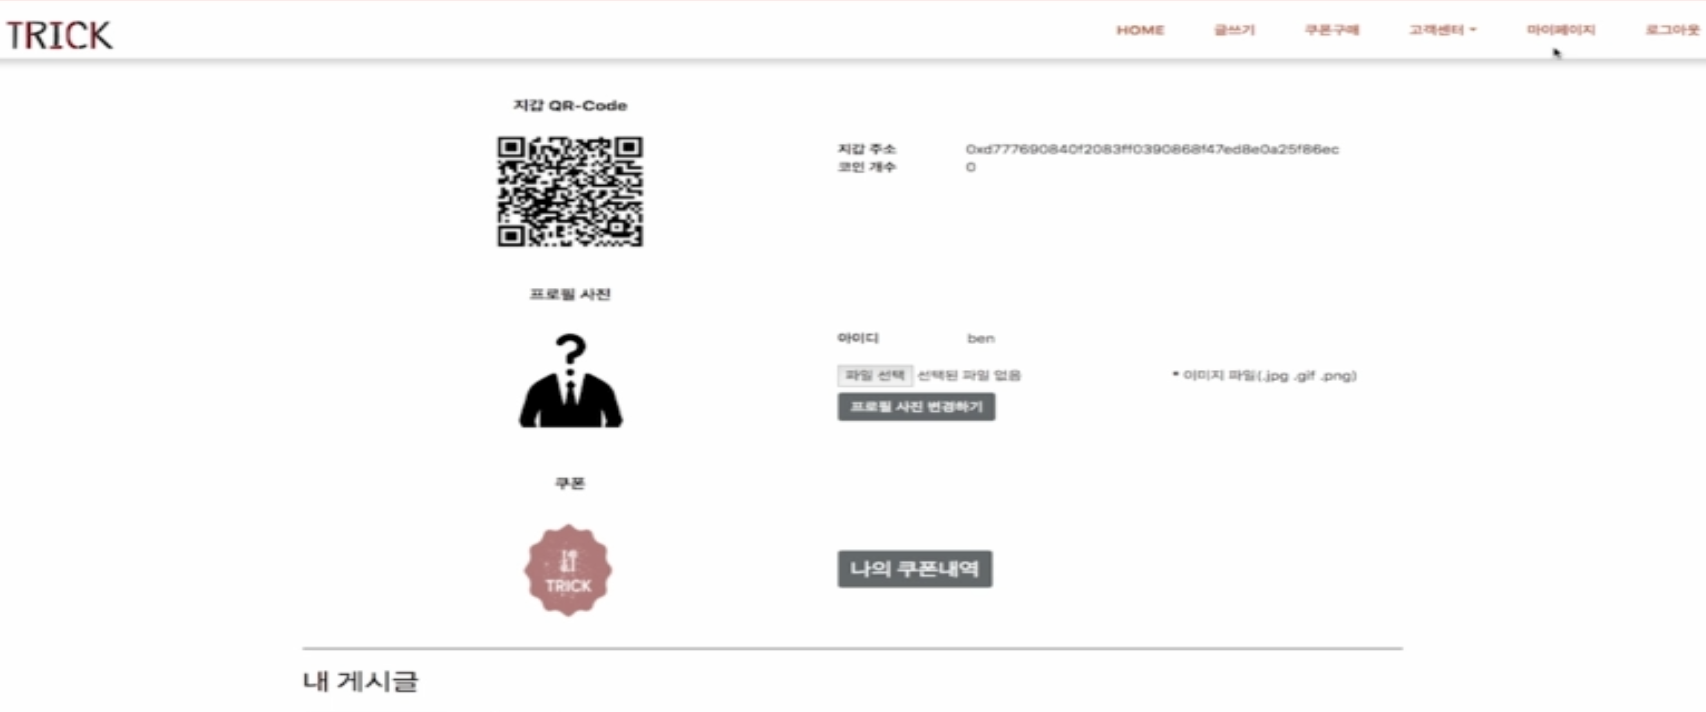 TRICK
HOME 글쓰기 쿠폰구매 고객센터 마이페이지 로그아웃
지갑 QR-Code
지갑 주소 0xd777690840f2083ff0390868f47ed8e0a25f86ec
코인 개수 0
프로필 사진
아이디 ben
파일 선택 선택된 파일 없음 * 이미지 파일(.jpg .gif .png)
프로필 사진 변경하기
쿠폰
TRICK
나의 쿠폰내역
내 게시글